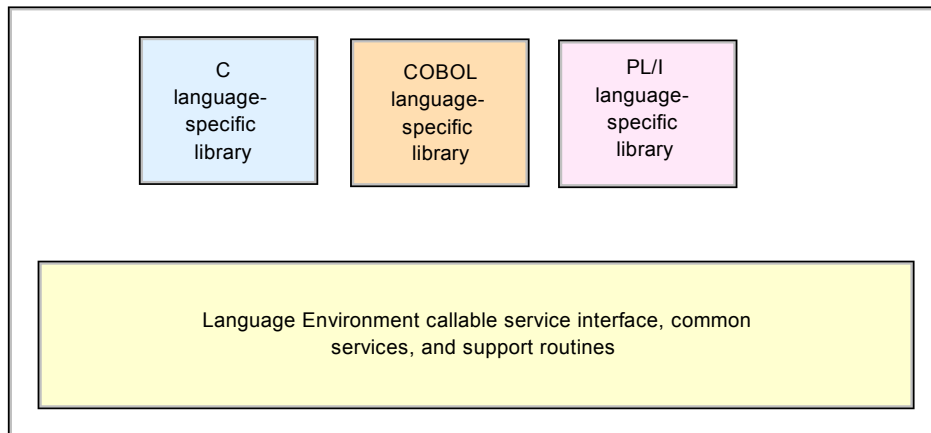 C
language-
specific
library
COBOL
language-
specific
library
PL/I
language-
specific
library
Language Environment callable service interface, common
services, and support routines